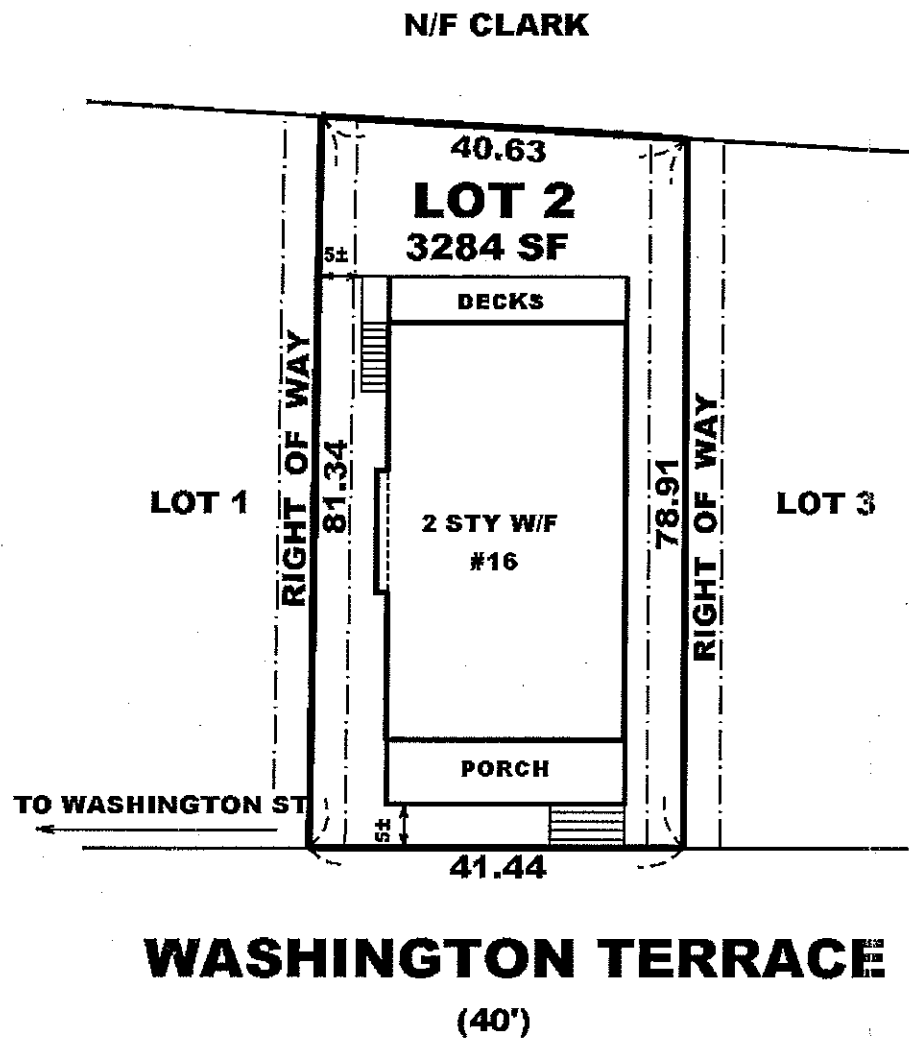 N/F CLARK
40.63
LOT 2
3284 SF
5±
DECKS
RIGHT OF WAY
81.34
LOT 1
2 STY W/F
#16
78.91
RIGHT OF WAY
LOT 3
PORCH
TO WASHINGTON ST
5±
41.44
WASHINGTON TERRACE
(40')